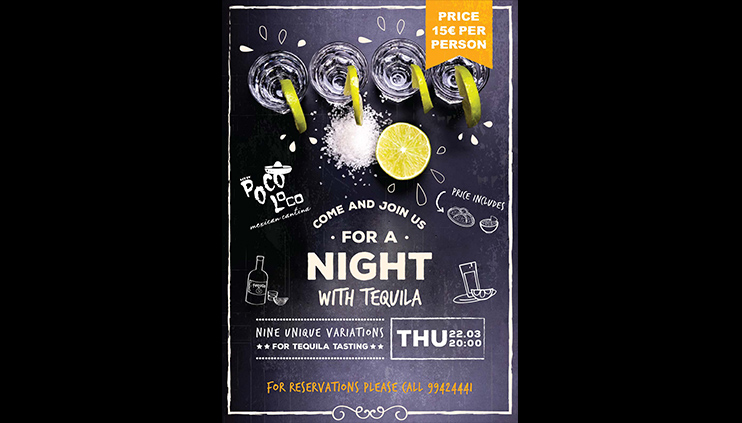 PRICE
15€ PER
PERSON
POCO
LOCO
mexican cantina
PRICE INCLUDES
COME AND JOIN US
· FOR A ·
NIGHT
WITH TEQUILA
NINE UNIQUE VARIATIONS
★★ FOR TEQUILA TASTING ★★
THU 22.03
20:00
FOR RESERVATIONS PLEASE CALL 99424441